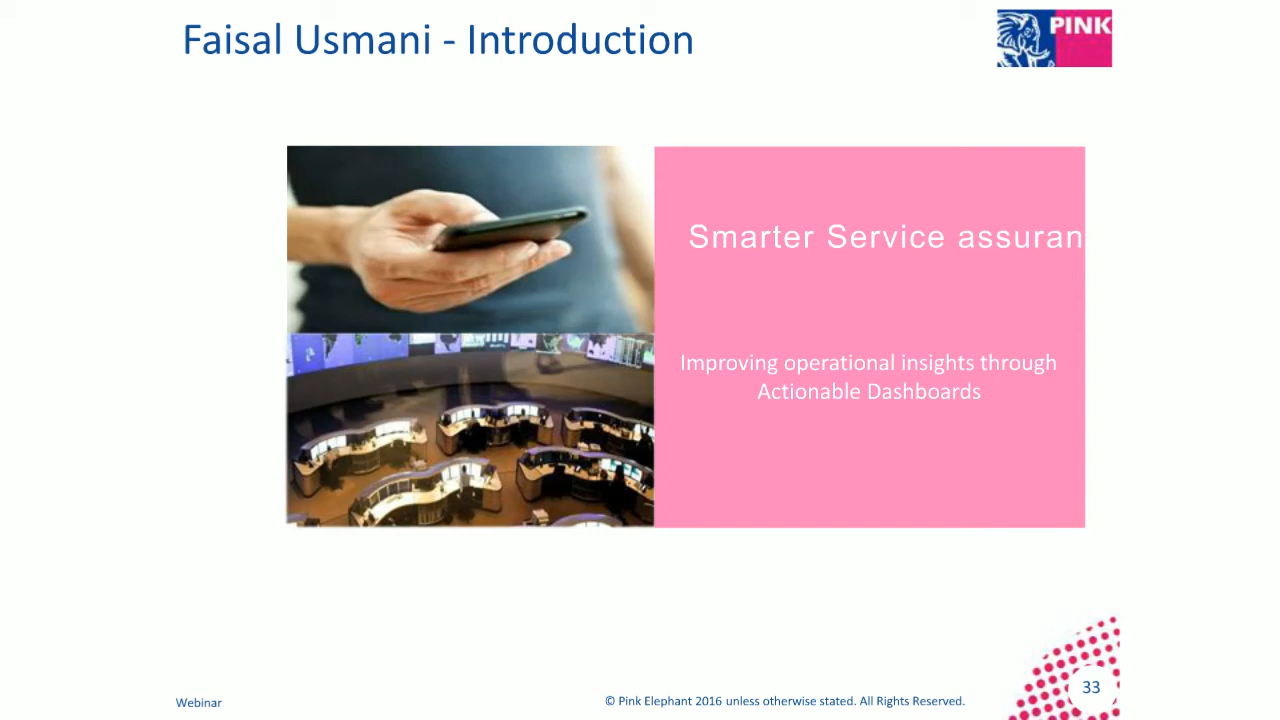 Faisal Usmani - Introduction
PINK
Smarter Service assuran
Improving operational insights through
Actionable Dashboards
Webinar
© Pink Elephant 2016 unless otherwise stated. All Rights Reserved.
33